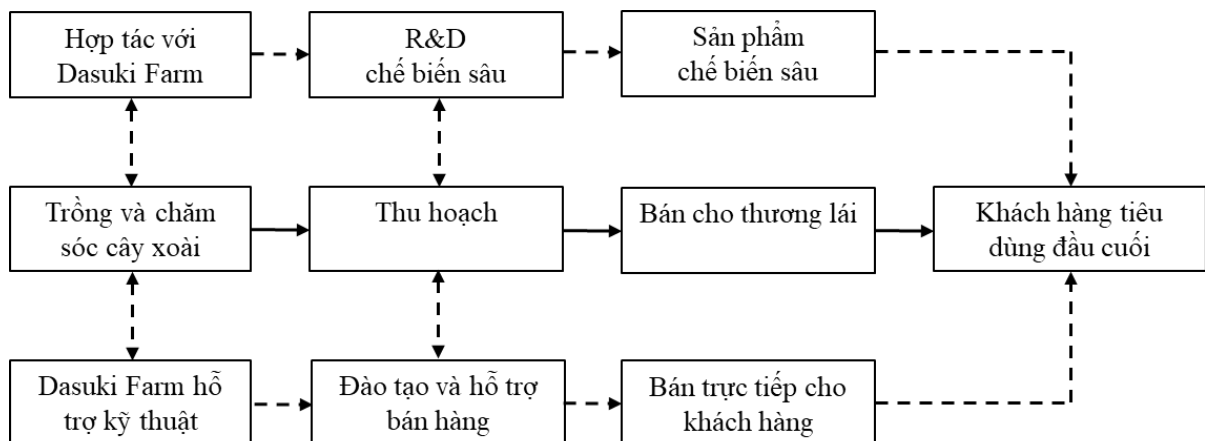 Hợp tác với
Dasuki Farm
R&D
chế biến sâu
Sản phẩm
chế biến sâu
Trồng và chăm
sóc cây xoài
Thu hoạch
Bán cho thương lái
Khách hàng tiêu
dùng đầu cuối
Dasuki Farm hỗ
trợ kỹ thuật
Đào tạo và hỗ trợ
bán hàng
Bán trực tiếp cho
khách hàng